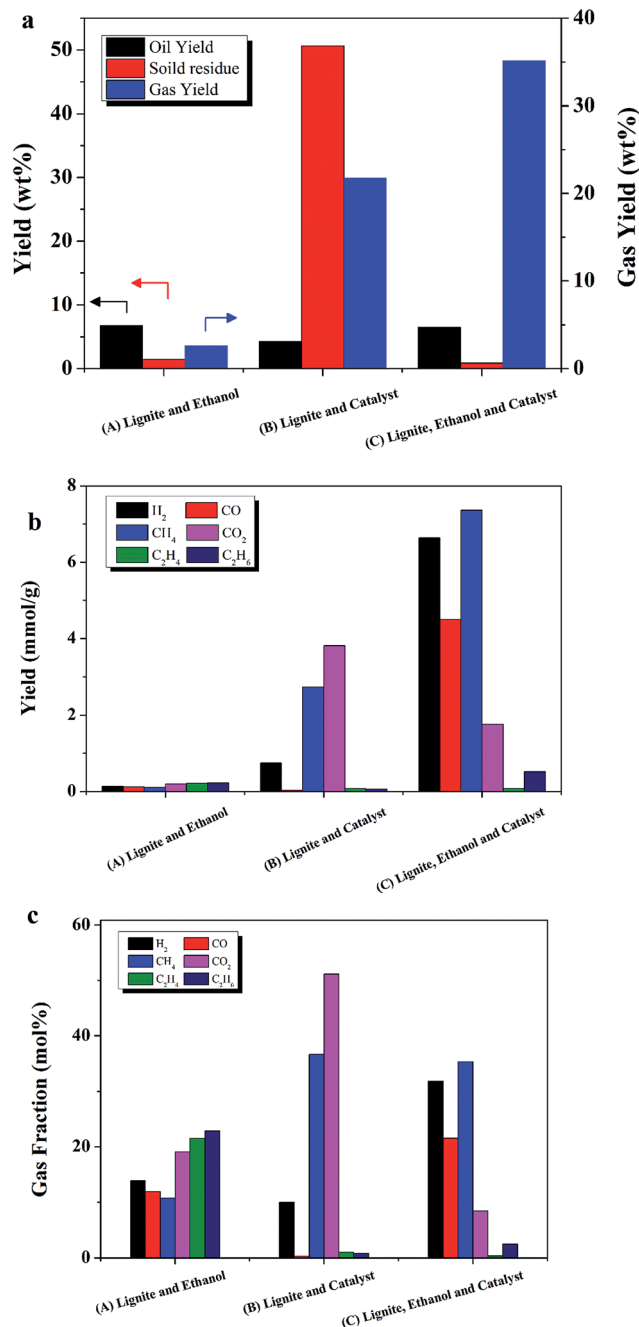 a
Oil Yield
Soild residue
Gas Yield
50
40
30
20
10
0
Yield (wt%)
40
30
20
10
0
Gas Yield (wt%)
(A) Lignite and Ethanol
(B) Lignite and Catalyst
(C) Lignite, Ethanol and Catalyst
b
H₂ CO
CH₄ CO₂
C₂H₄ C₂H₆
8
6
4
2
0
Yield (mmol/g)
(A) Lignite and Ethanol
(B) Lignite and Catalyst
(C) Lignite, Ethanol and Catalyst
c
H₂ CO
CH₄ CO₂
C₂H₄ C₂H₆
60
40
20
0
Gas Fraction (mol%)
(A) Lignite and Ethanol
(B) Lignite and Catalyst
(C) Lignite, Ethanol and Catalyst